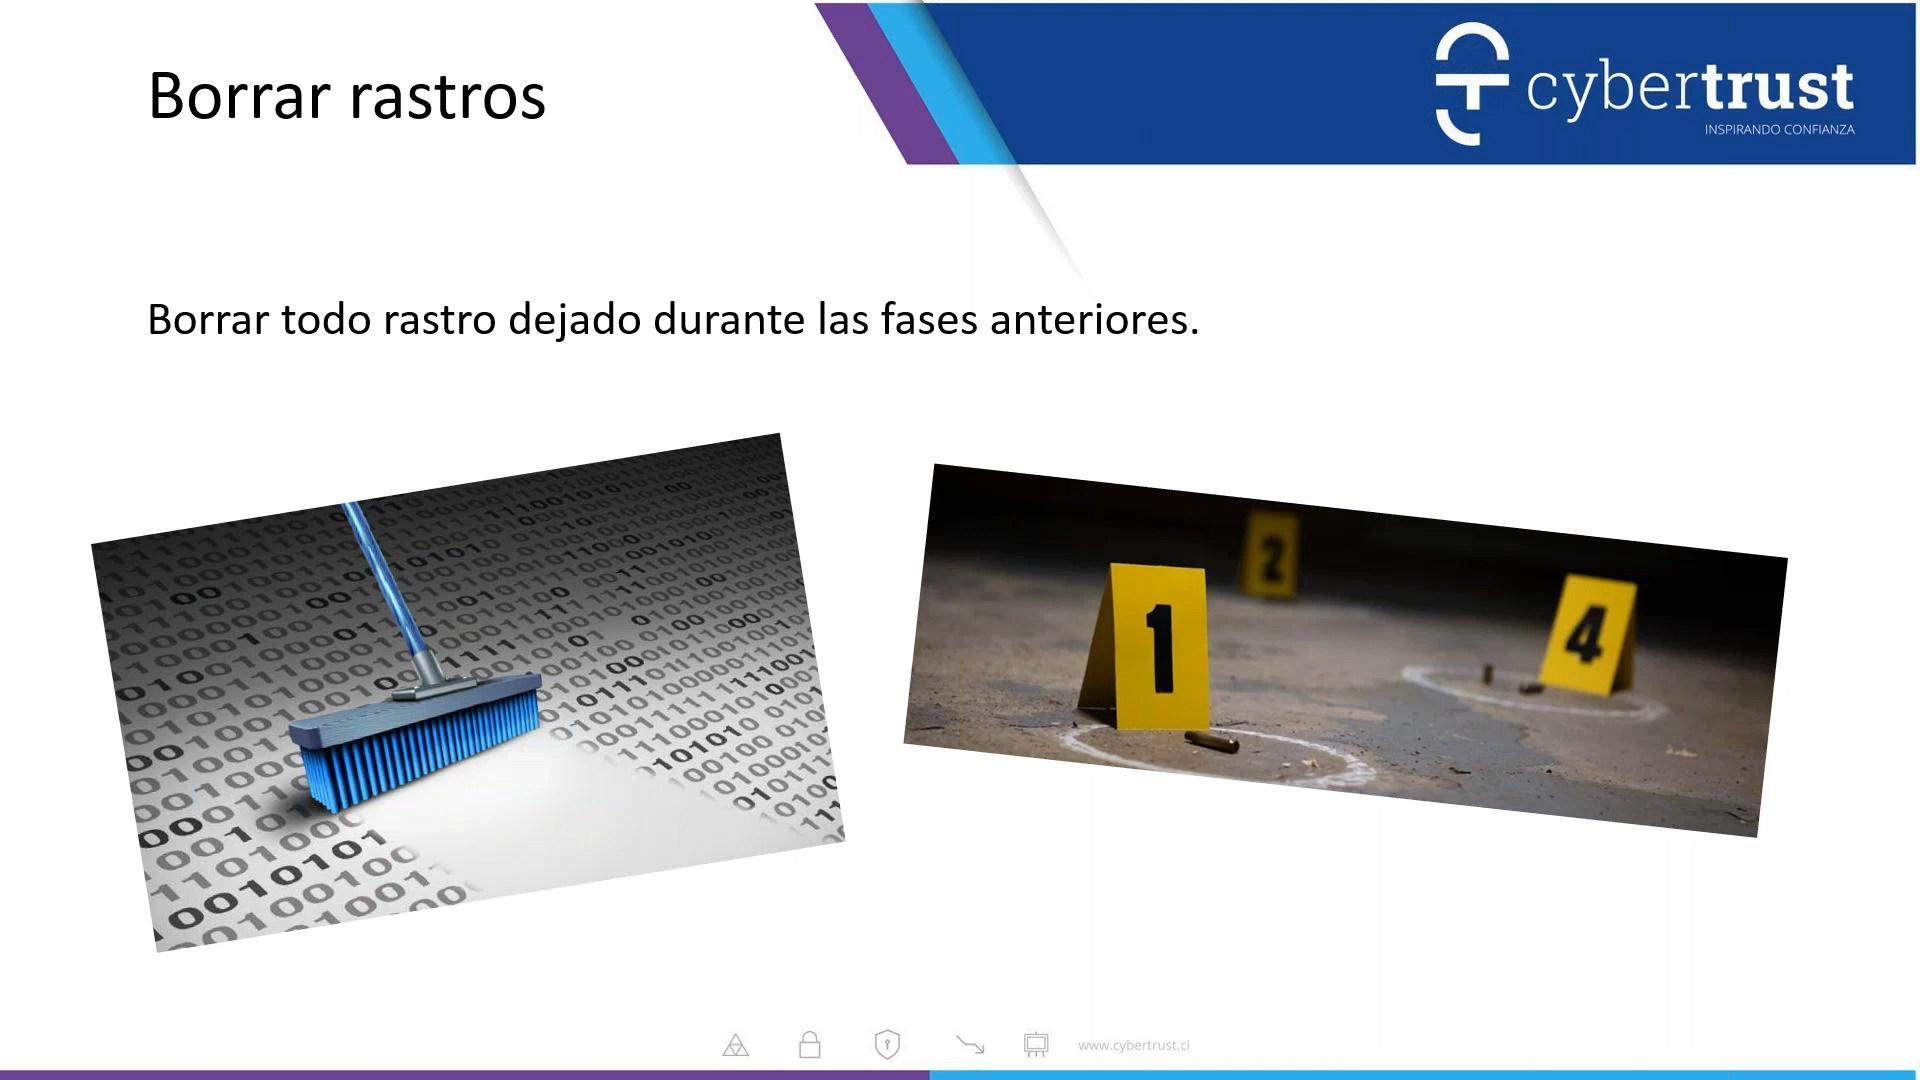 Borrar rastros
cybertrust
INSPIRANDO CONFIANZA
Borrar todo rastro dejado durante las fases anteriores.
1
2
4
www.cybertrust.cl